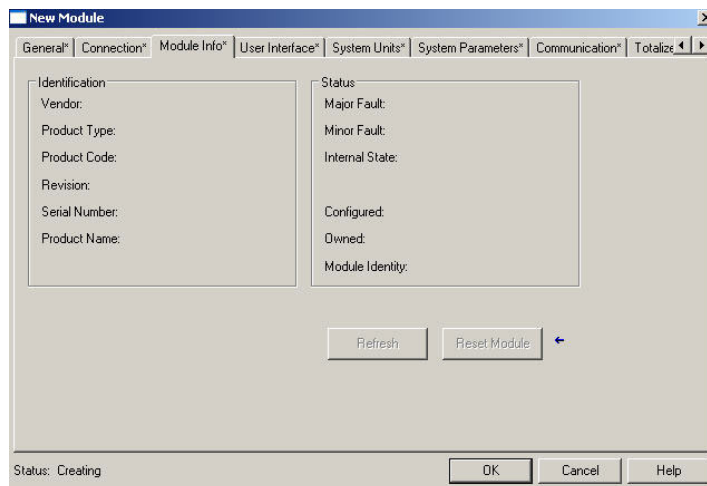 New Module
General* Connection* Module Info* User Interface* System Units* System Parameters* Communication* Totalize
Identification
Vendor:
Product Type:
Product Code:
Revision:
Serial Number:
Product Name:
Status
Major Fault:
Minor Fault:
Internal State:
Configured:
Owned:
Module Identity:
Refresh Reset Module
Status: Creating
OK Cancel Help